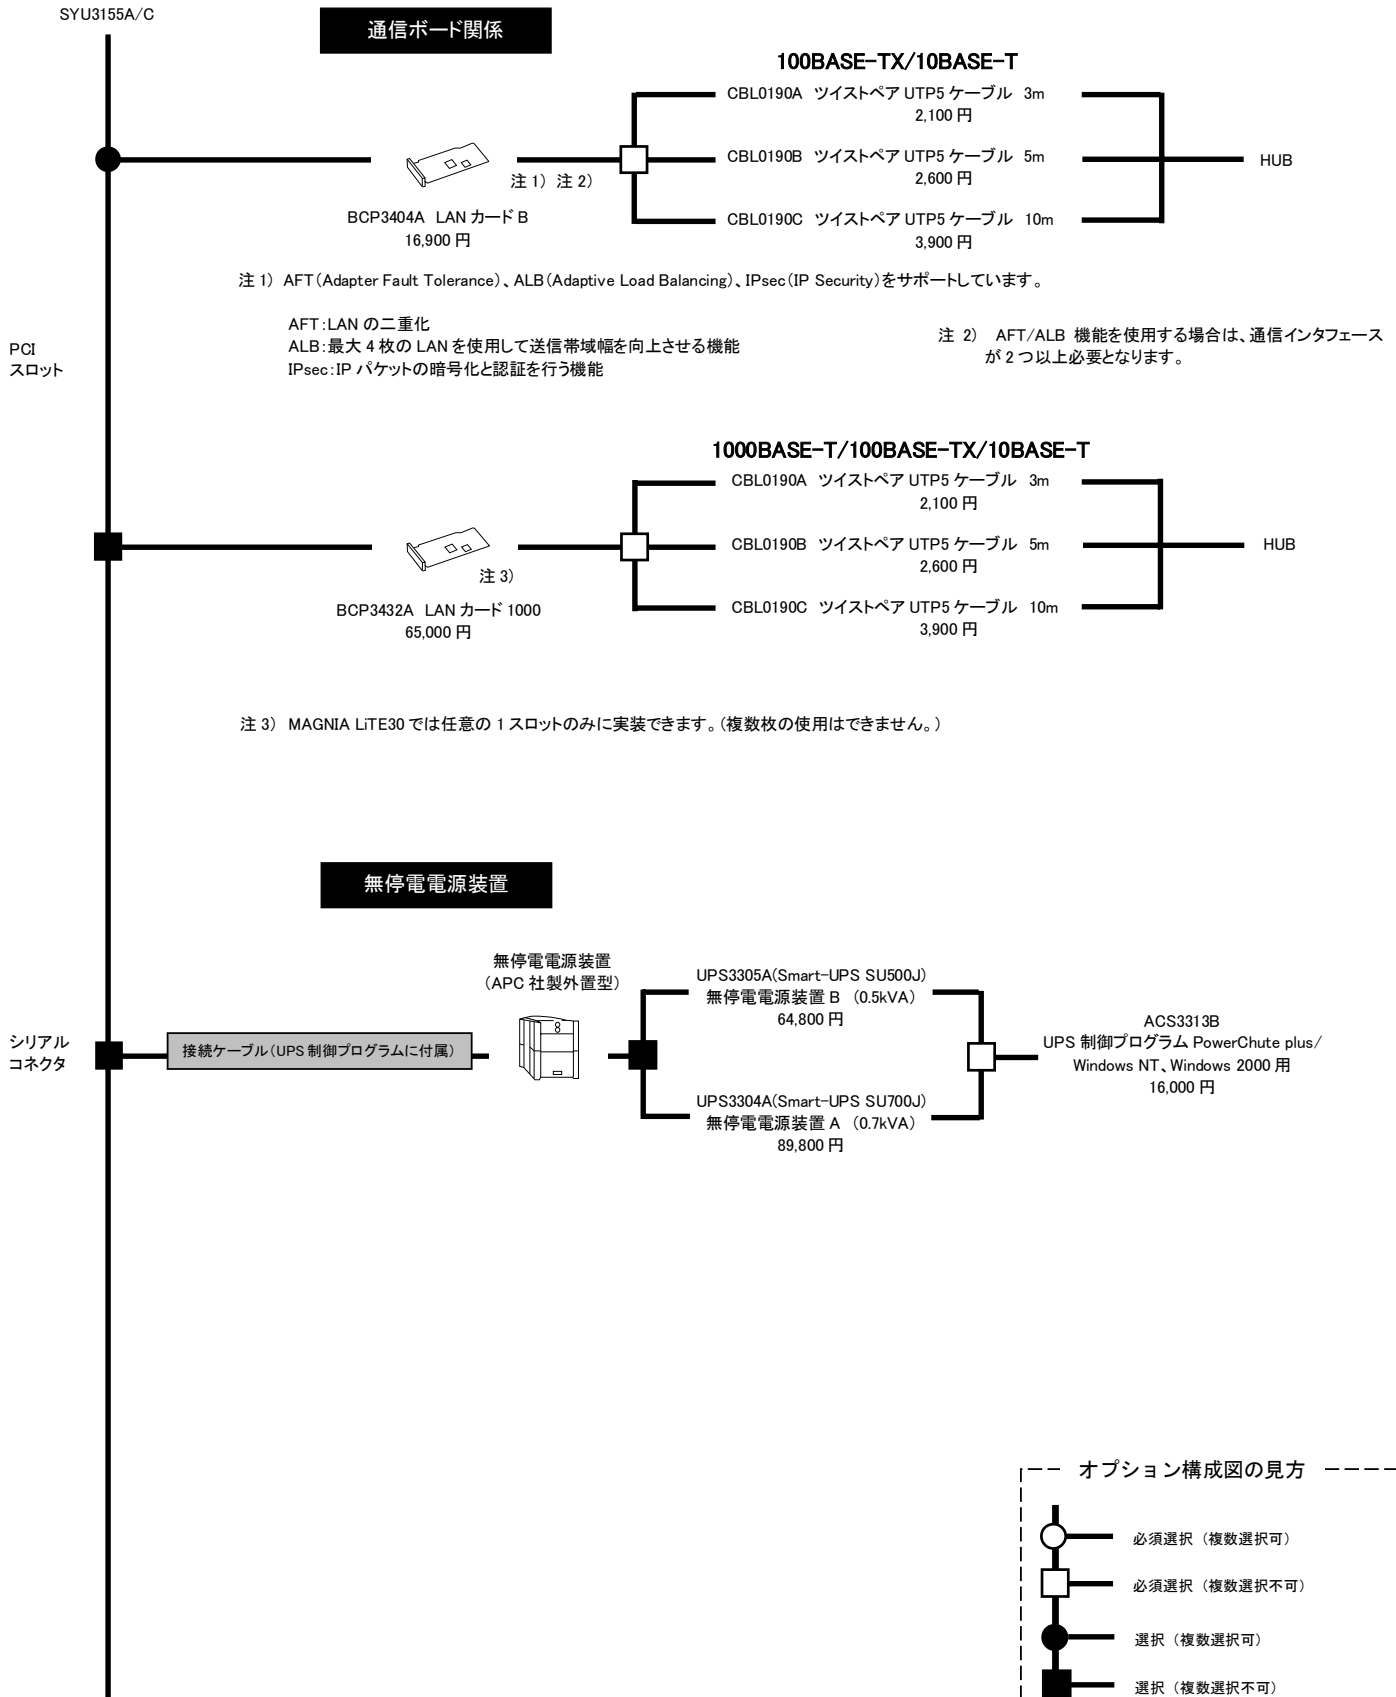 SYU3155A/C
通信ボード関係
100BASE-TX/10BASE-T
CBL0190A ツイストペア UTP5 ケーブル 3m
2,100 円
CBL0190B ツイストペア UTP5 ケーブル 5m
2,600 円
HUB
注 1) 注 2)
BCP3404A LAN カード B
16,900 円
CBL0190C ツイストペア UTP5 ケーブル 10m
3,900 円
注 1) AFT(Adapter Fault Tolerance)、ALB(Adaptive Load Balancing)、IPsec(IP Security)をサポートしています。
AFT:LAN の二重化
ALB:最大 4 枚の LAN を使用して送信帯域幅を向上させる機能
IPsec:IP パケットの暗号化と認証を行う機能
注 2) AFT/ALB 機能を使用する場合は、通信インタフェース
が 2 つ以上必要となります。
PCI
スロット
1000BASE-T/100BASE-TX/10BASE-T
CBL0190A ツイストペア UTP5 ケーブル 3m
2,100 円
CBL0190B ツイストペア UTP5 ケーブル 5m
2,600 円
HUB
注 3)
BCP3432A LAN カード 1000
65,000 円
CBL0190C ツイストペア UTP5 ケーブル 10m
3,900 円
注 3) MAGNIA LiTE30 では任意の 1 スロットのみに実装できます。(複数枚の使用はできません。)
無停電電源装置
無停電電源装置
(APC 社製外置型)
UPS3305A(Smart-UPS SU500J)
無停電電源装置 B (0.5kVA)
64,800 円
シリアル
コネクタ
接続ケーブル(UPS 制御プログラムに付属)
ACS3313B
UPS 制御プログラム PowerChute plus/
Windows NT、Windows 2000 用
16,000 円
UPS3304A(Smart-UPS SU700J)
無停電電源装置 A (0.7kVA)
89,800 円
オプション構成図の見方
必須選択 (複数選択可)
必須選択 (複数選択不可)
選択 (複数選択可)
選択 (複数選択不可)